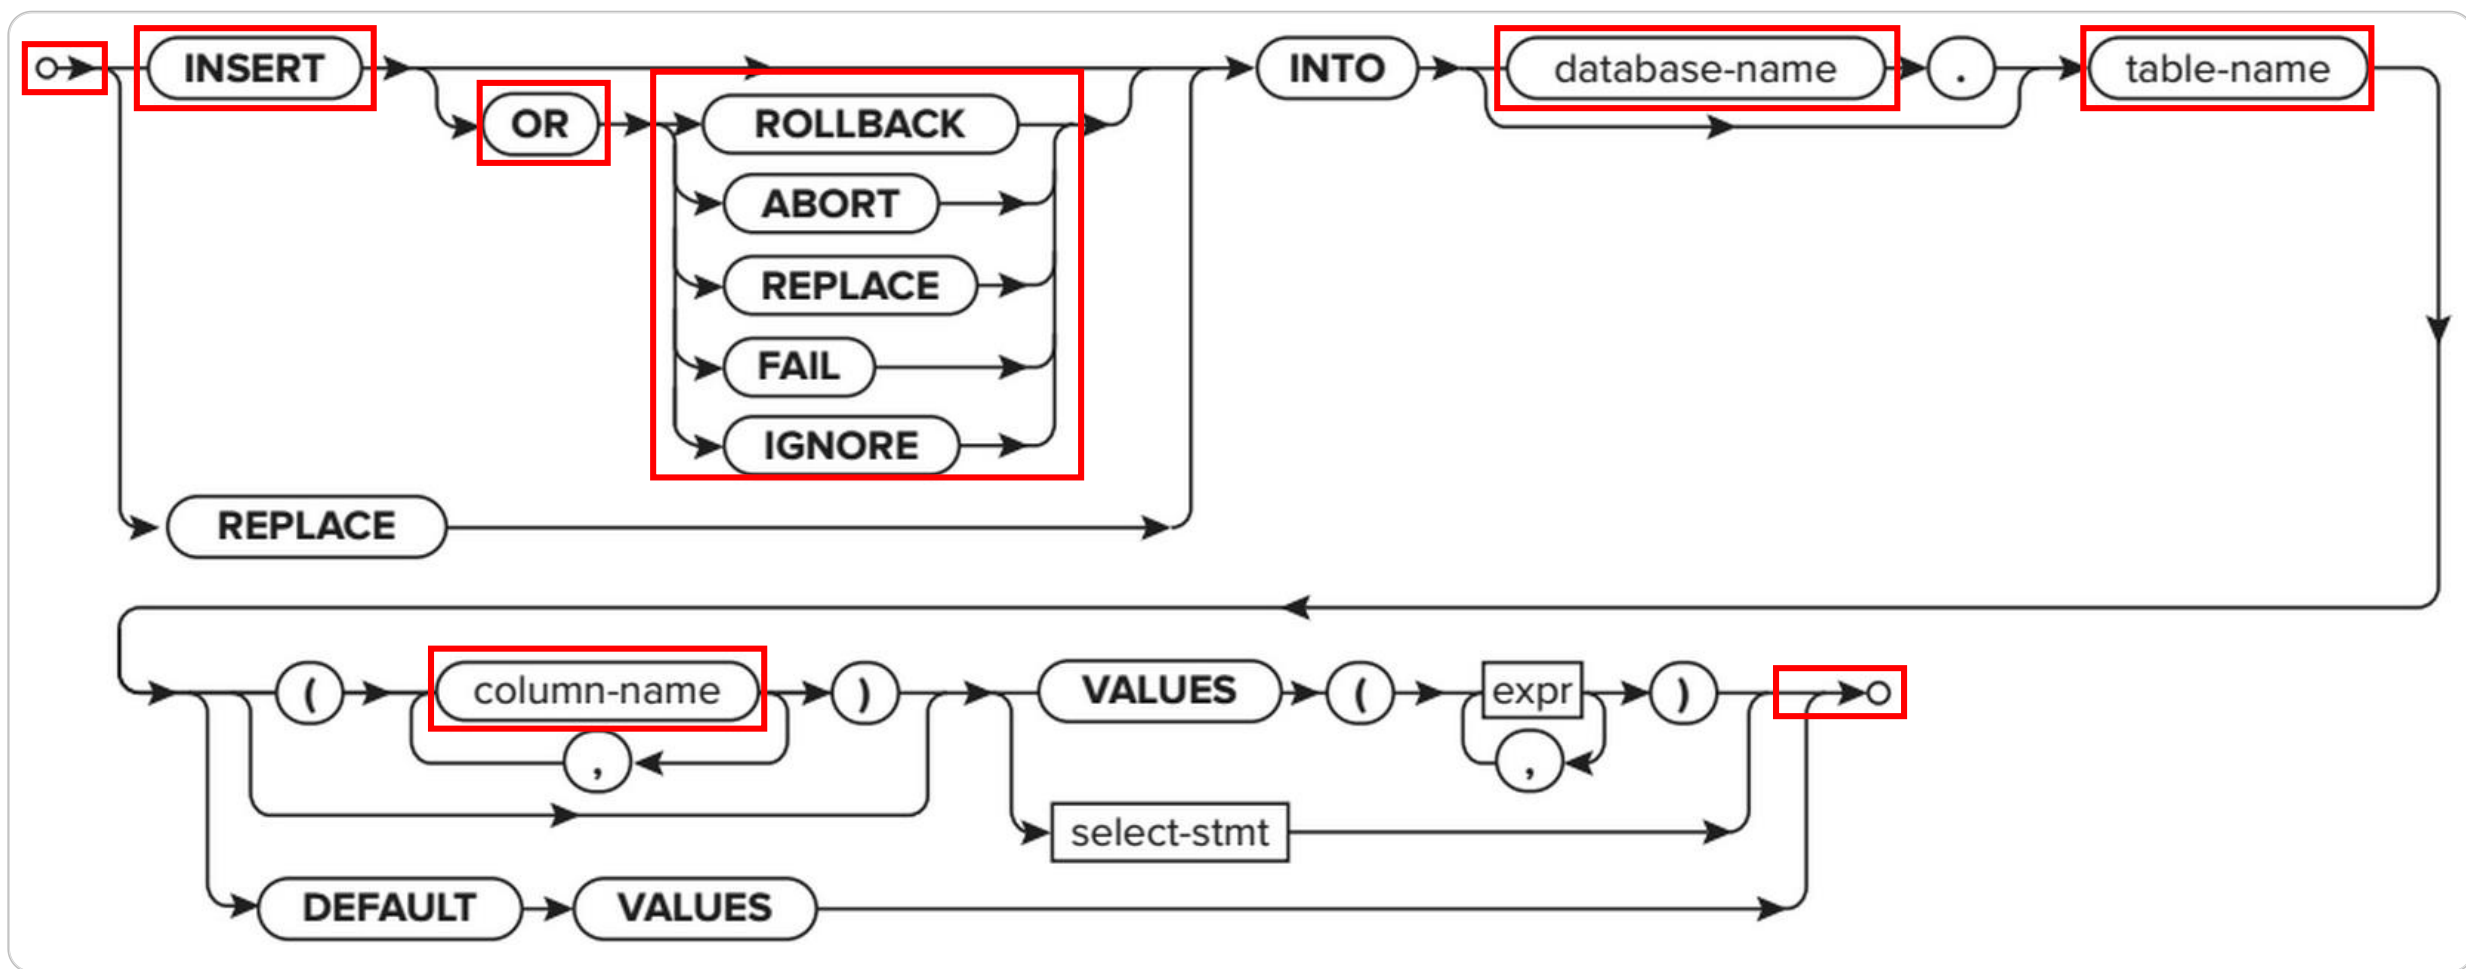 INSERT INTO database-name . table-name
OR ROLLBACK
ABORT
REPLACE
FAIL
IGNORE
REPLACE
( column-name ) VALUES ( expr )
, ,
select-stmt
DEFAULT VALUES